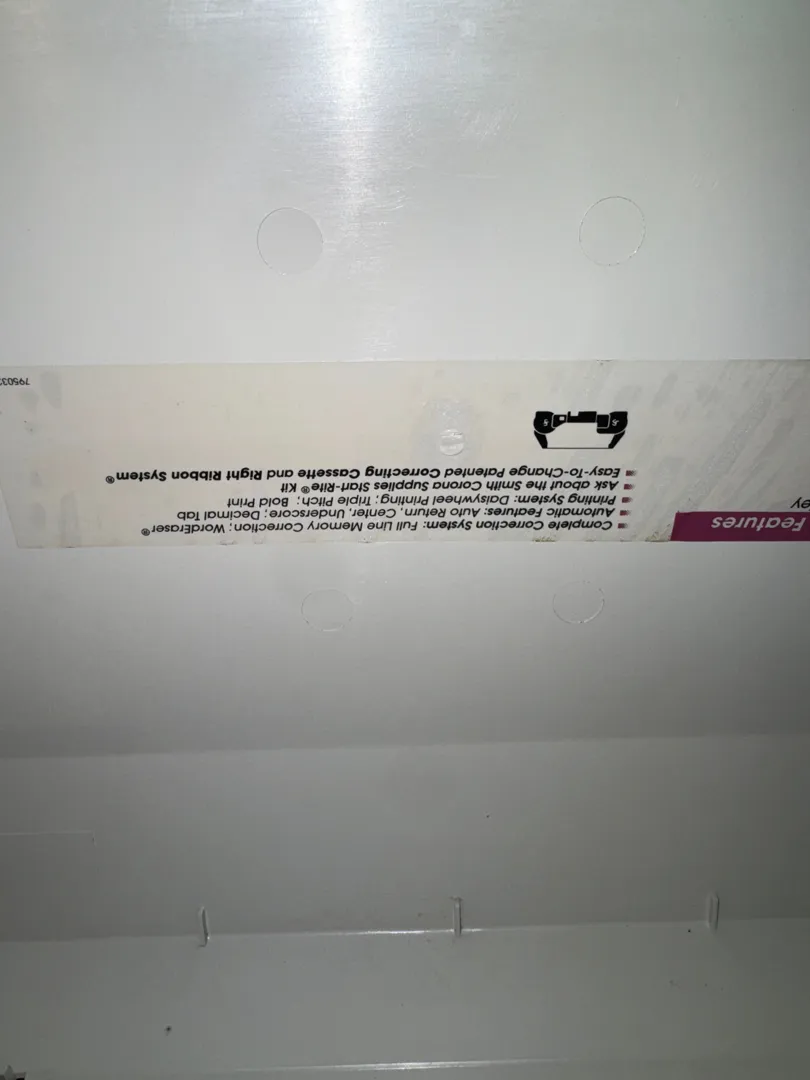 Key Features
Complete Correction System: Full Line Memory Correction; WordEraser®
Automatic Features: Auto Return, Center, Underscore; Decimal Tab
Printing System: Daisywheel Printing; Triple Pitch; Bold Print
Ask about the Smith Corona Supplies Start-Rite® Kit
Easy-To-Change Patented Correcting Cassette and Right Ribbon System®